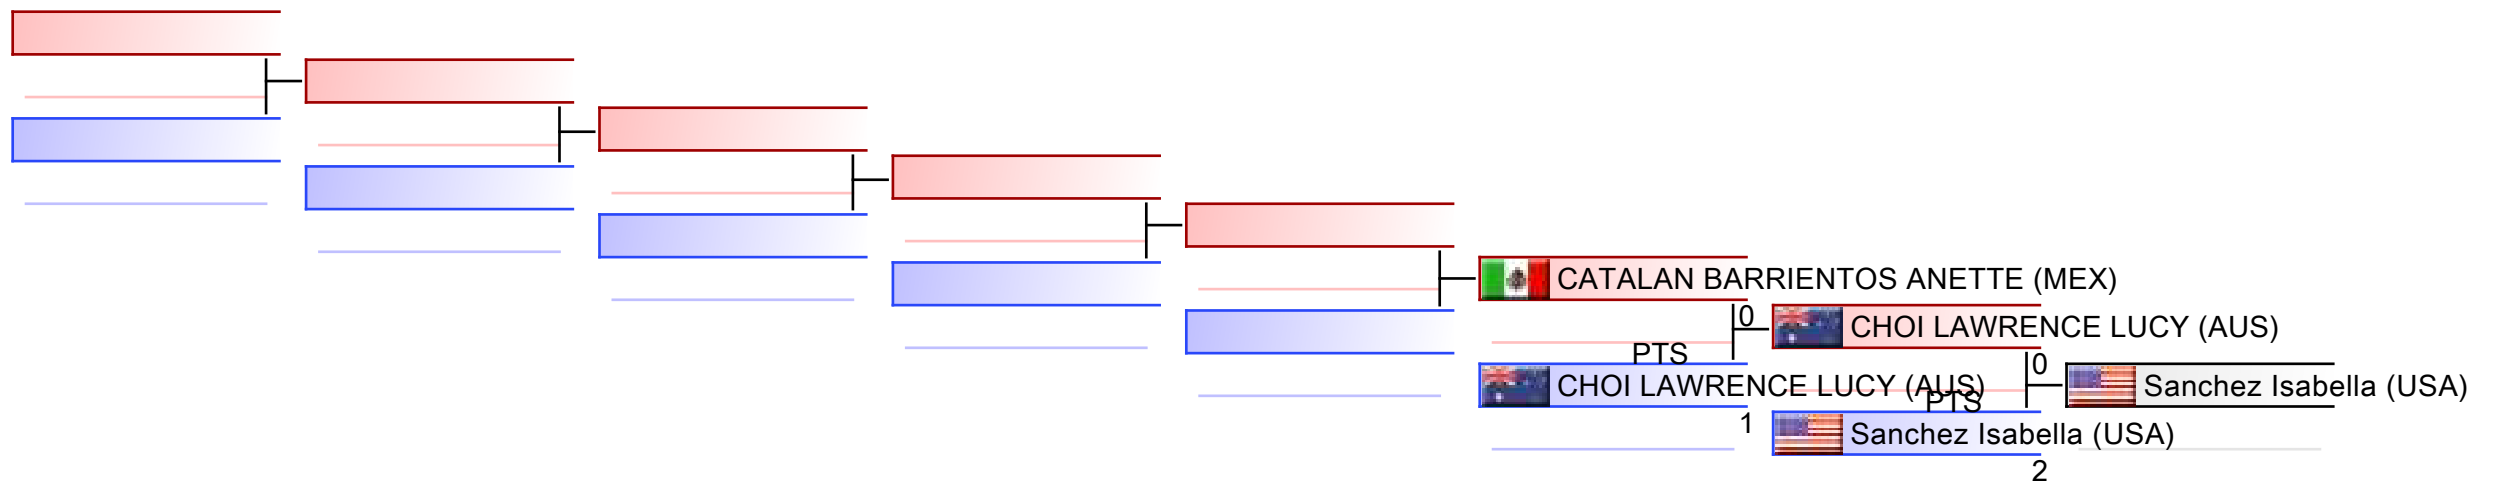 CATALAN BARRIENTOS ANETTE (MEX)
0
CHOI LAWRENCE LUCY (AUS)
PTS
0
CHOI LAWRENCE LUCY (AUS)
Sanchez Isabella (USA)
PTS
1
Sanchez Isabella (USA)
2